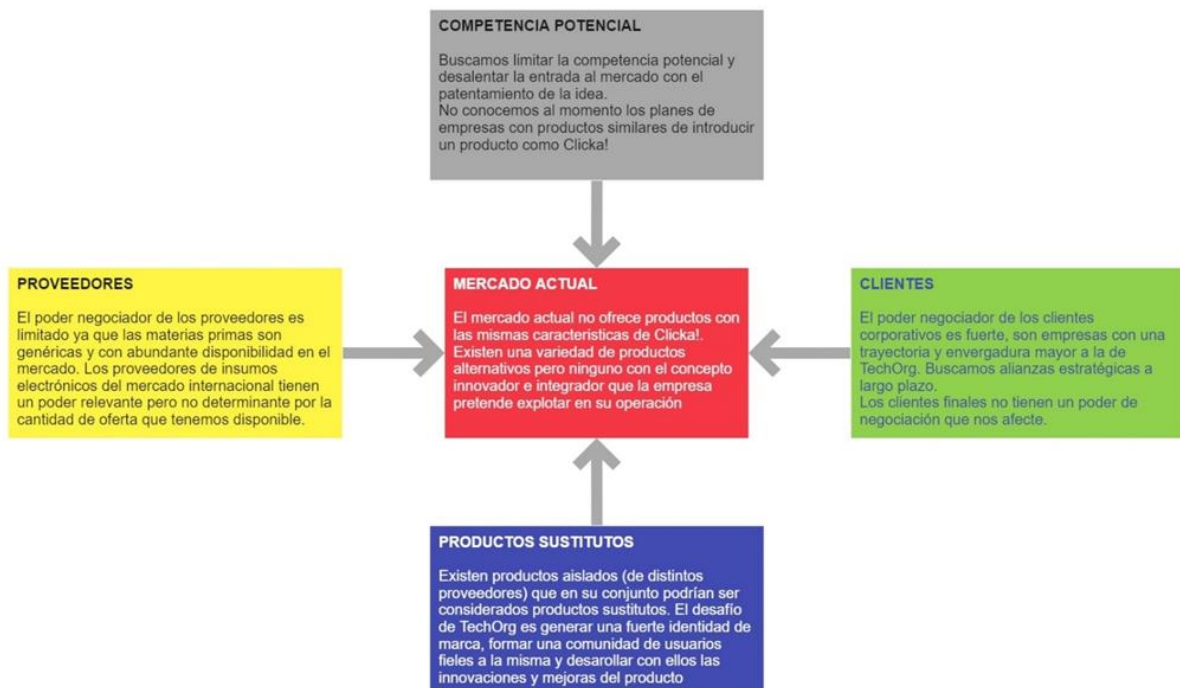 COMPETENCIA POTENCIAL
Buscamos limitar la competencia potencial y
desalentar la entrada al mercado con el
patentamiento de la idea.
No conocemos al momento los planes de
empresas con productos similares de introducir
un producto como Clicka!
PROVEEDORES
El poder negociador de los proveedores es
limitado ya que las materias primas son
genéricas y con abundante disponibilidad en el
mercado. Los proveedores de insumos
electrónicos del mercado internacional tienen
un poder relevante pero no determinante por la
cantidad de oferta que tenemos disponible.
MERCADO ACTUAL
El mercado actual no ofrece productos con
las mismas caracteristicas de Clicka!.
Existen una variedad de productos
alternativos pero ninguno con el concepto
innovador e integrador que la empresa
pretende explotar en su operación
CLIENTES
El poder negociador de los clientes
corporativos es fuerte, son empresas con una
trayectoria y envergadura mayor a la de
TechOrg. Buscamos alianzas estratégicas a
largo plazo.
Los clientes finales no tienen un poder de
negociación que nos afecte.
PRODUCTOS SUSTITUTOS
Existen productos aislados (de distintos
proveedores) que en su conjunto podrían ser
considerados productos sustitutos. El desafío
de TechOrg es generar una fuerte identidad de
marca, formar una comunidad de usuarios
fieles a la misma y desarollar con ellos las
innovaciones y mejoras del producto